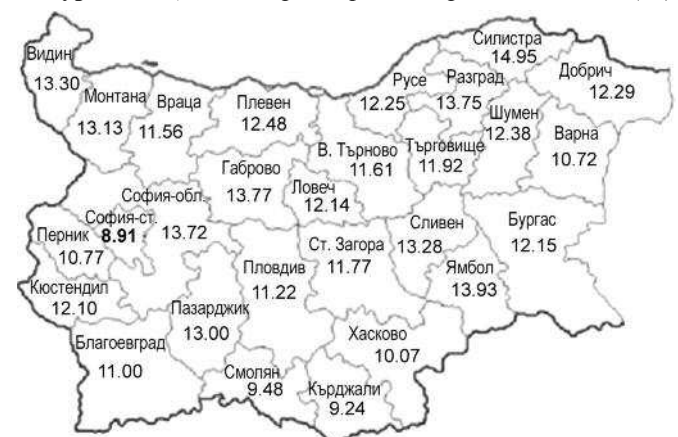 Силистра
14.95
Видин
13.30
Добрич
12.29
Русе
12.25
Разград
13.75
Монтана
13.13
Враца
11.56
Плевен
12.48
Шумен
12.38
Варна
10.72
В. Търново
11.61
Търговище
11.92
Габрово
13.77
Ловеч
12.14
София-обл.
13.72
София-ст.
8.91
Перник
10.77
Сливен
13.28
Бургас
12.15
Ст. Загора
11.77
Пловдив
11.22
Ямбол
13.93
Кюстендил
12.10
Пазарджик
13.00
Хасково
10.07
Благоевград
11.00
Смолян
9.48
Кърджали
9.24